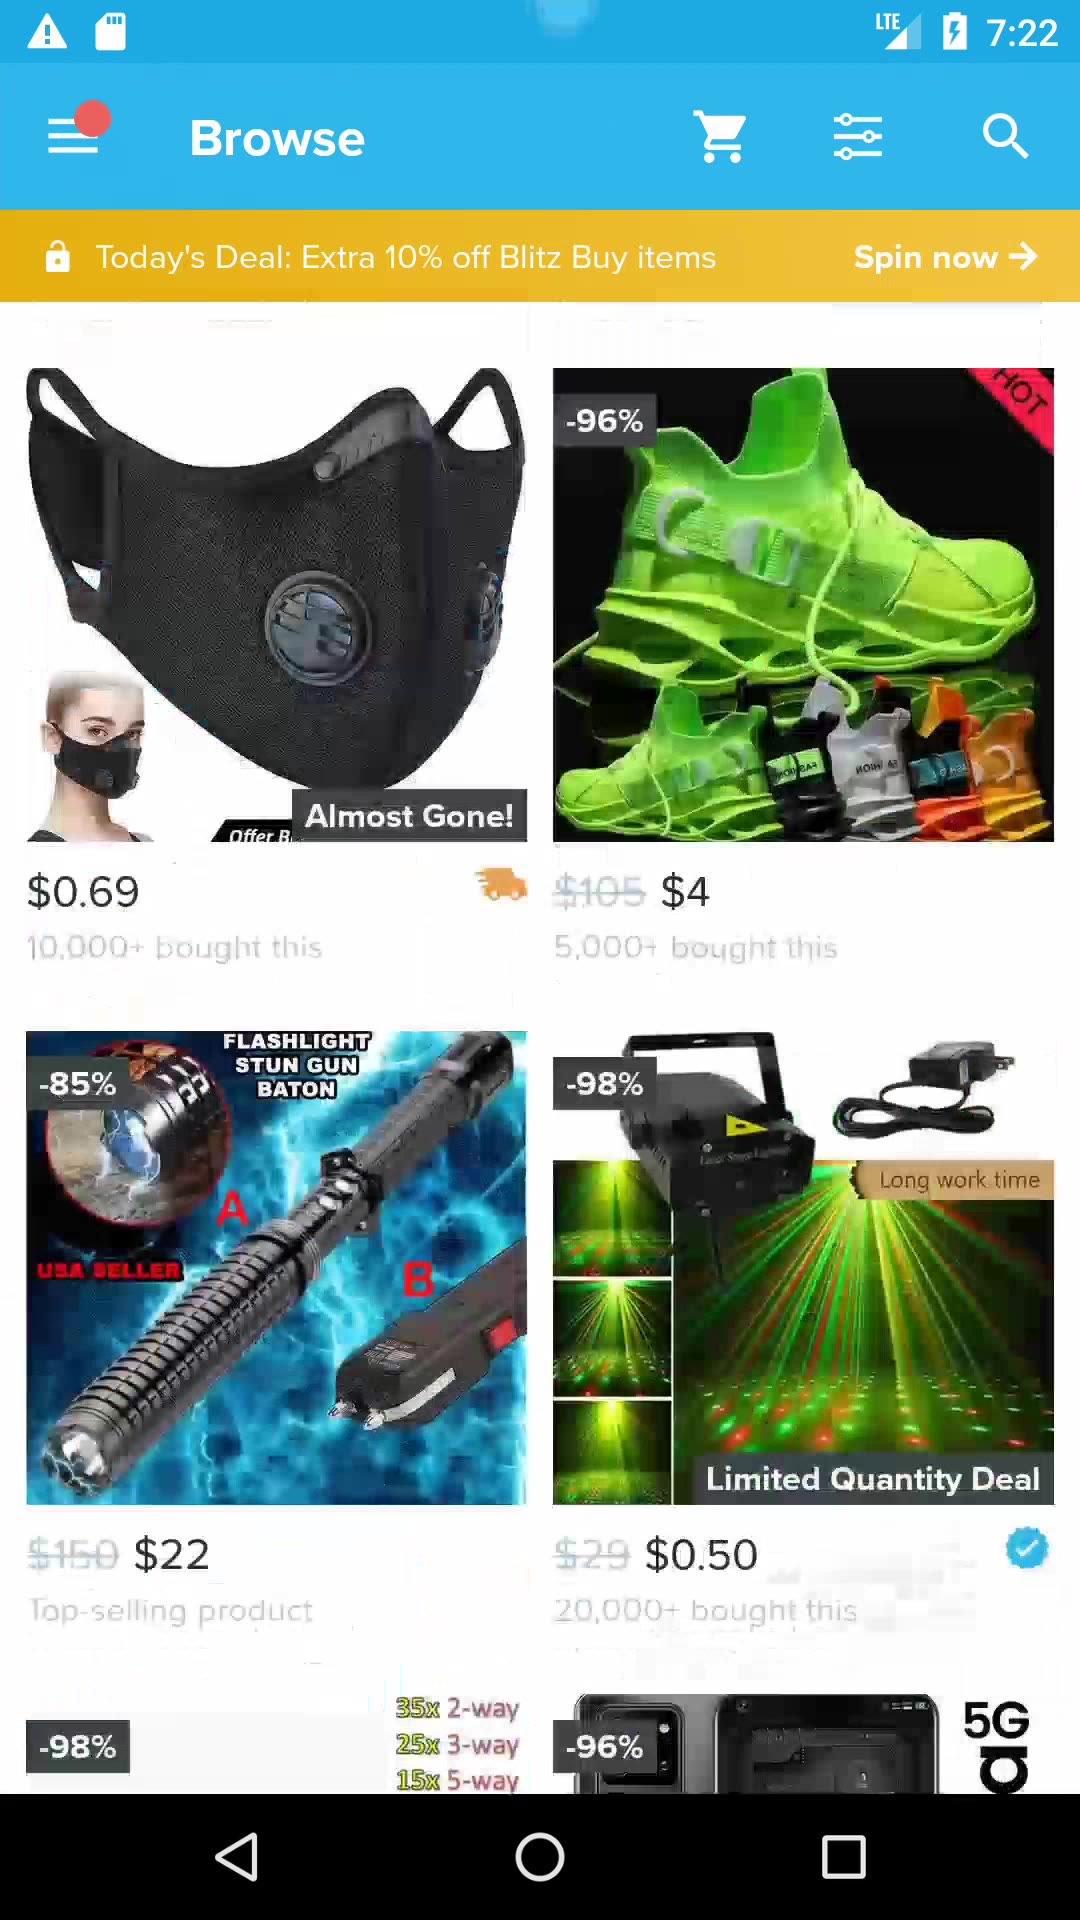 LTE 7:22
Browse
Today's Deal: Extra 10% off Blitz Buy items
Spin now
Almost Gone!
$0.69
10,000+ bought this
-96%
HOT
$105 $4
5,000+ bought this
-85%
FLASHLIGHT
STUN GUN
BATON
A
B
USA SELLER
$150 $22
Top-selling product
-98%
Long work time
Limited Quantity Deal
$29 $0.50
20,000+ bought this
-98%
35x 2-way
25x 3-way
15x 5-way
-96%
5G